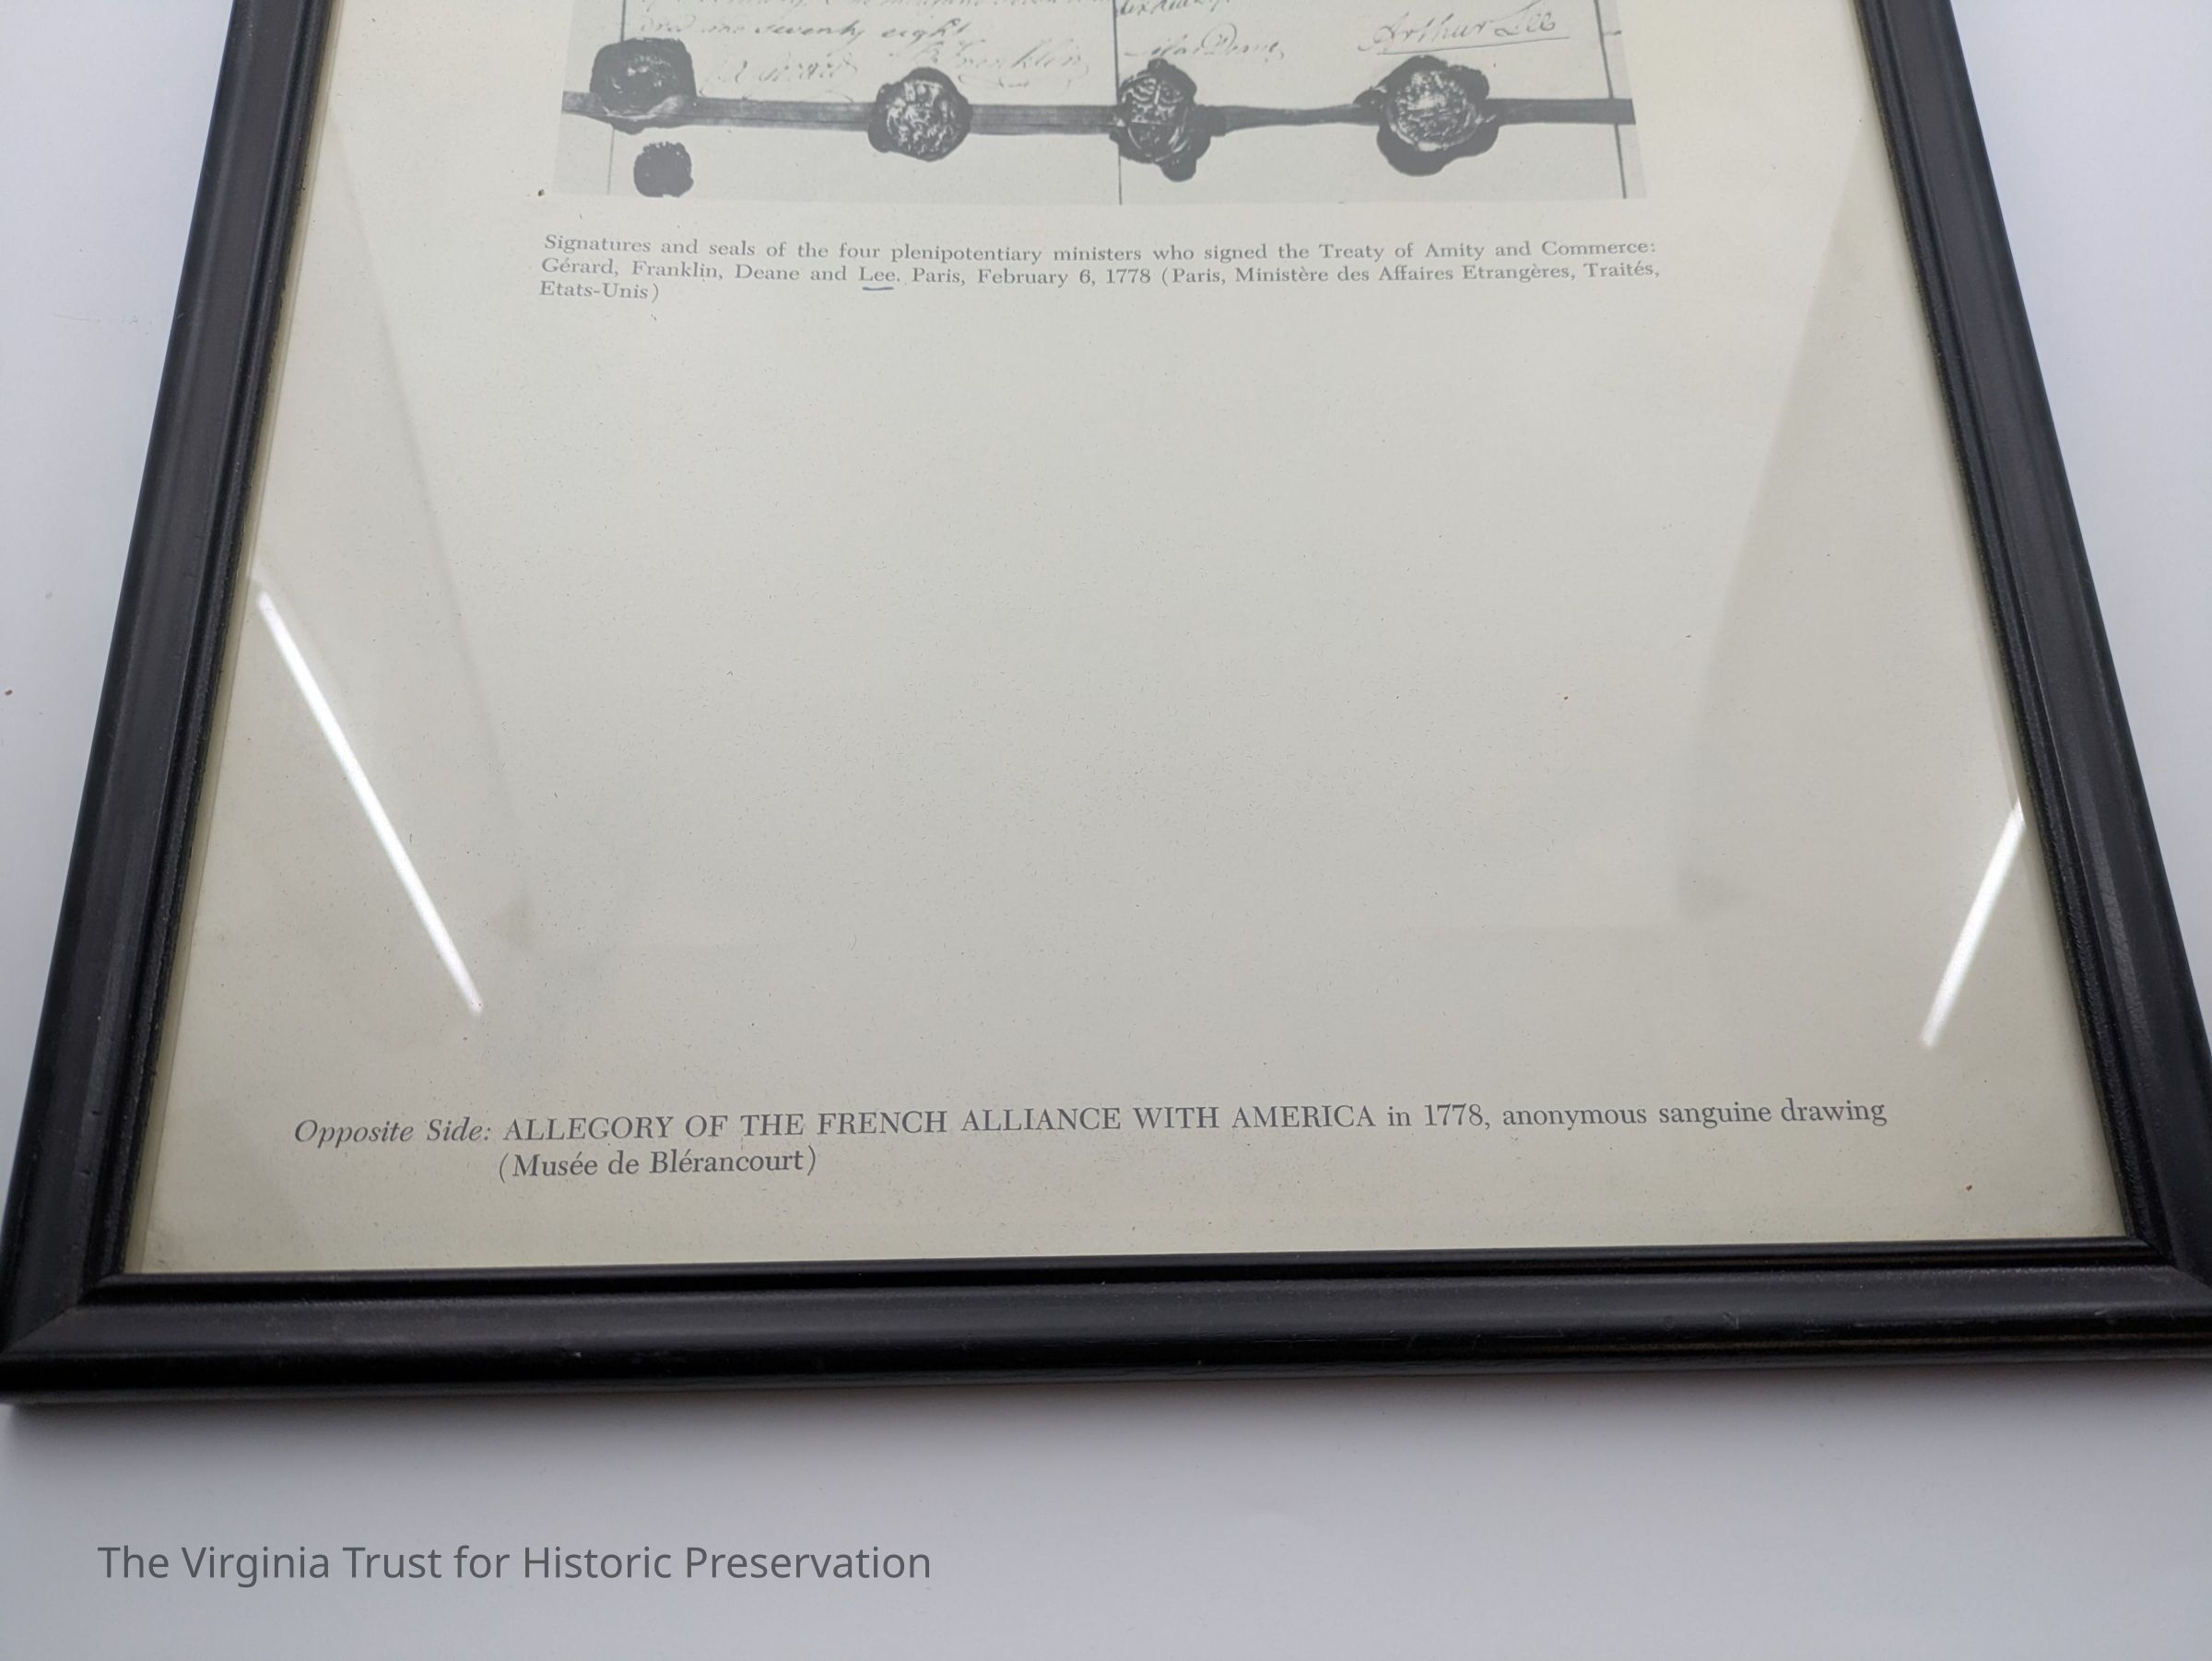 dred and seventy eight
Franklin
Silas Deane
Arthur Lee
Signatures and seals of the four plenipotentiary ministers who signed the Treaty of Amity and Commerce:
Gérard, Franklin, Deane and Lee. Paris, February 6, 1778 (Paris, Ministère des Affaires Etrangères, Traités,
Etats-Unis)
Opposite Side: ALLEGORY OF THE FRENCH ALLIANCE WITH AMERICA in 1778, anonymous sanguine drawing
(Musée de Blérancourt)
The Virginia Trust for Historic Preservation